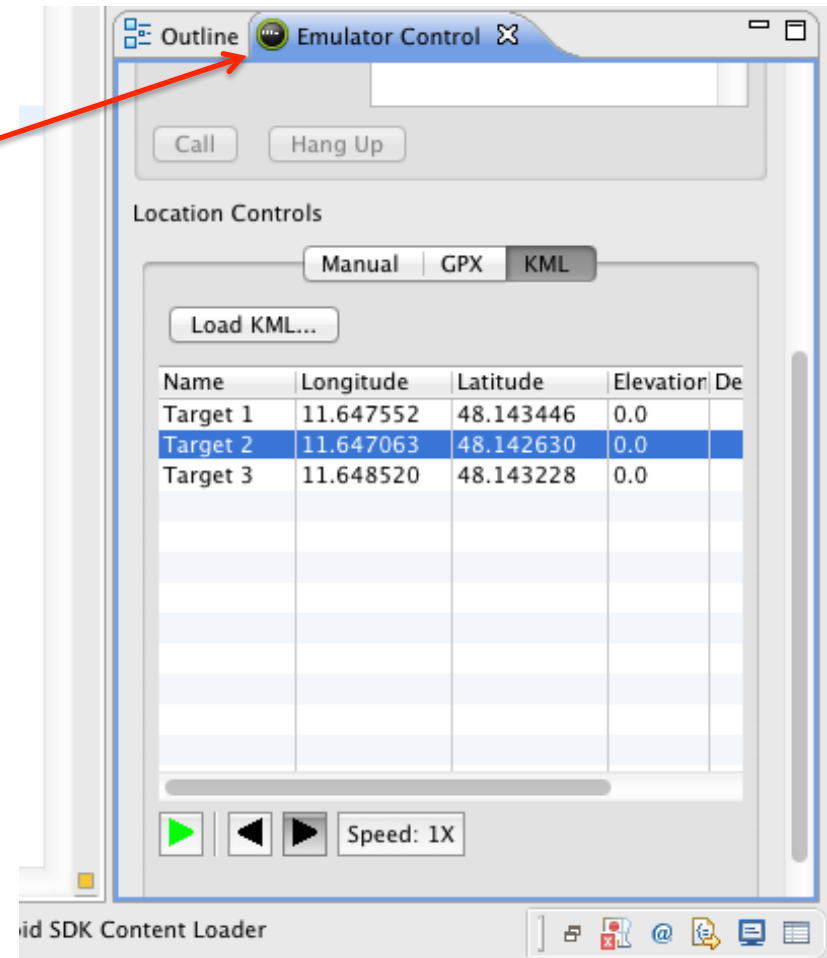 Outline Emulator Control
Call Hang Up
Location Controls
Manual GPX KML
Load KML...
Name Longitude Latitude Elevation De
Target 1 11.647552 48.143446 0.0
Target 2 11.647063 48.142630 0.0
Target 3 11.648520 48.143228 0.0
Speed: 1X
id SDK Content Loader